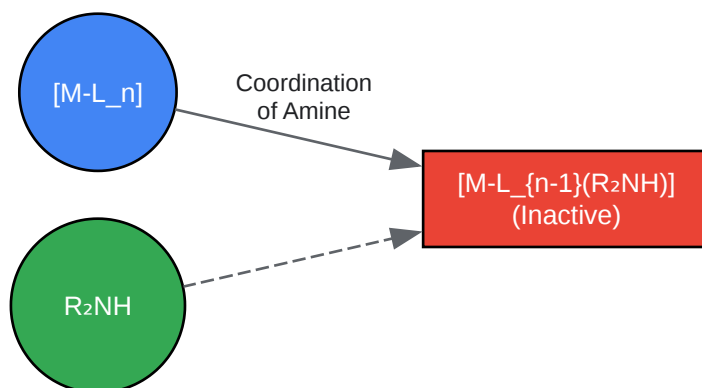 [M-L_n]
Coordination
of Amine
[M-L_{n-1}(R₂NH)]
(Inactive)
R₂NH